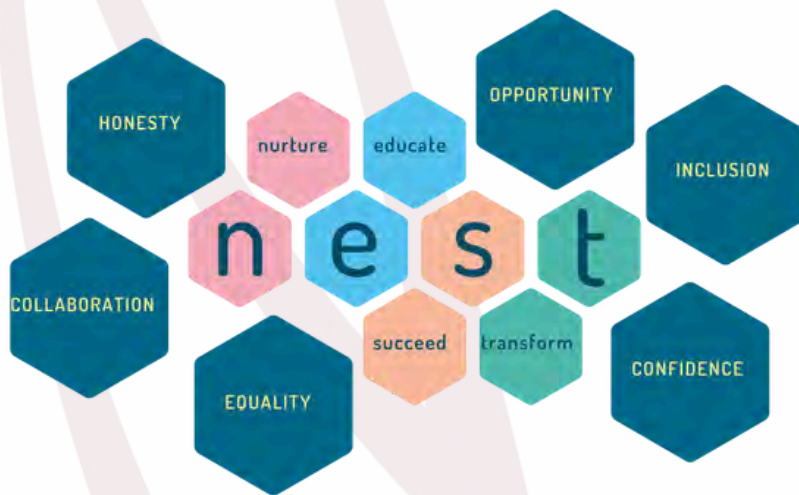 OPPORTUNITY
HONESTY
nurture
educate
INCLUSION
n e s t
COLLABORATION
succeed
transform
CONFIDENCE
EQUALITY